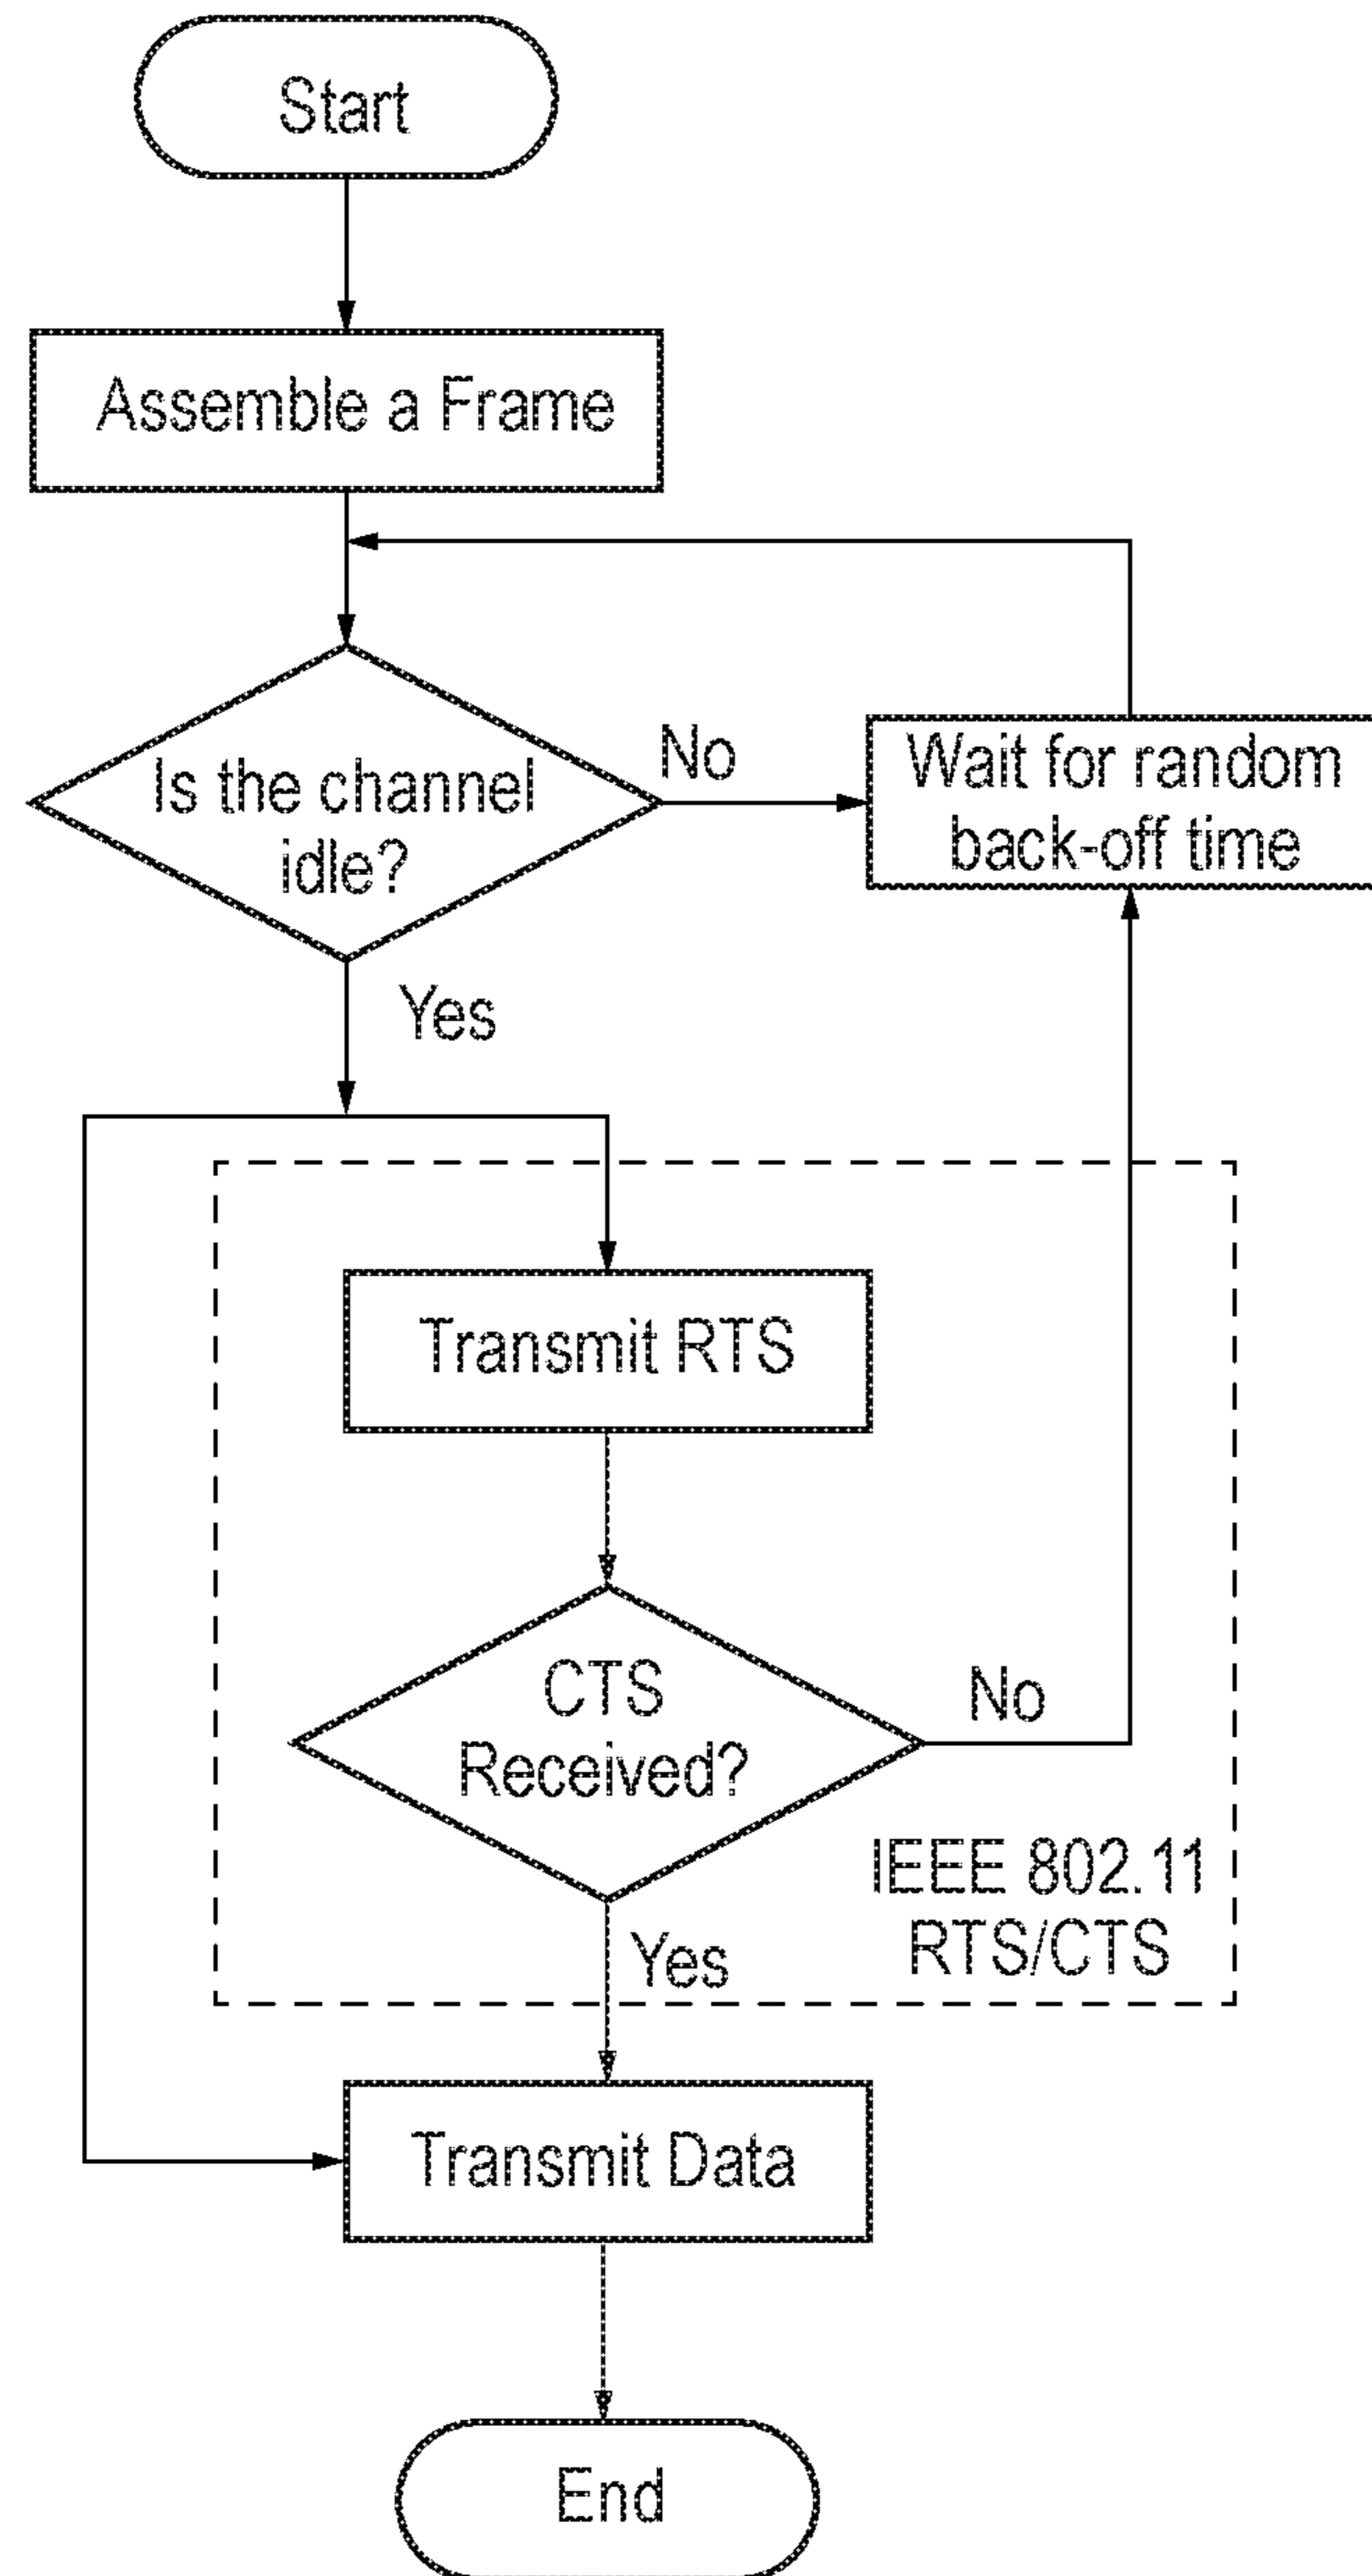 Start
Assemble a Frame
Is the channel
idle?
No
Wait for random
back-off time
Yes
Transmit RTS
CTS
Received?
No
IEEE 802.11
RTS/CTS
Yes
Transmit Data
End